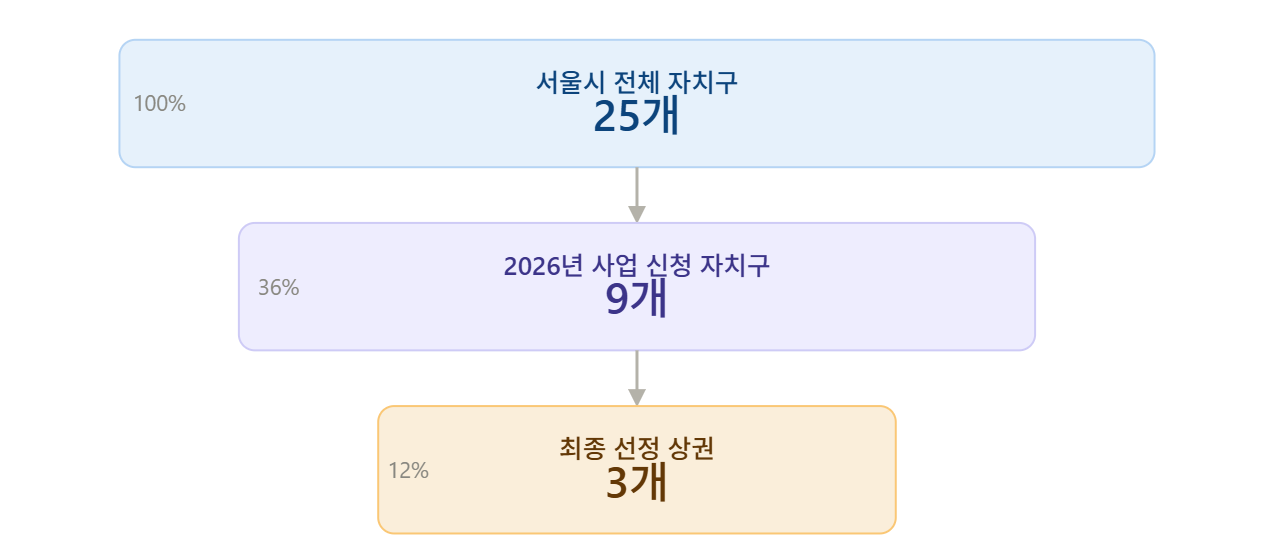 서울시 전체 자치구
100%
25개
2026년 사업 신청 자치구
36%
9개
최종 선정 상권
12%
3개